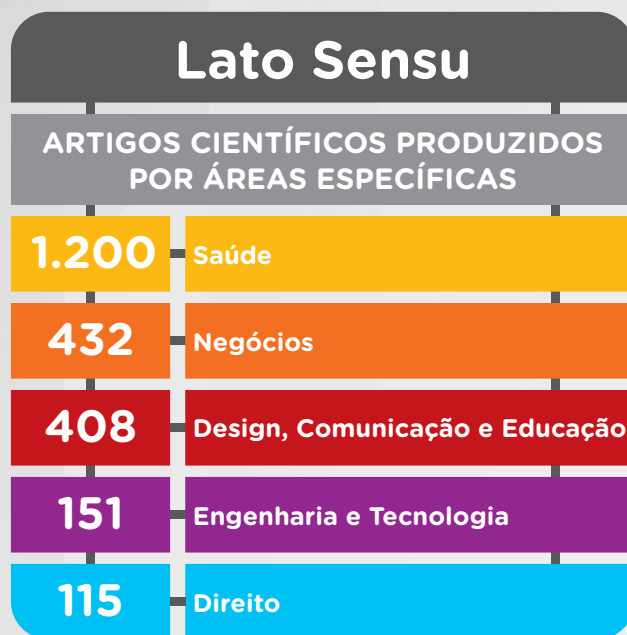 Lato Sensu
ARTIGOS CIENTÍFICOS PRODUZIDOS
POR ÁREAS ESPECÍFICAS
1.200 Saúde
432 Negócios
408 Design, Comunicação e Educação
151 Engenharia e Tecnologia
115 Direito